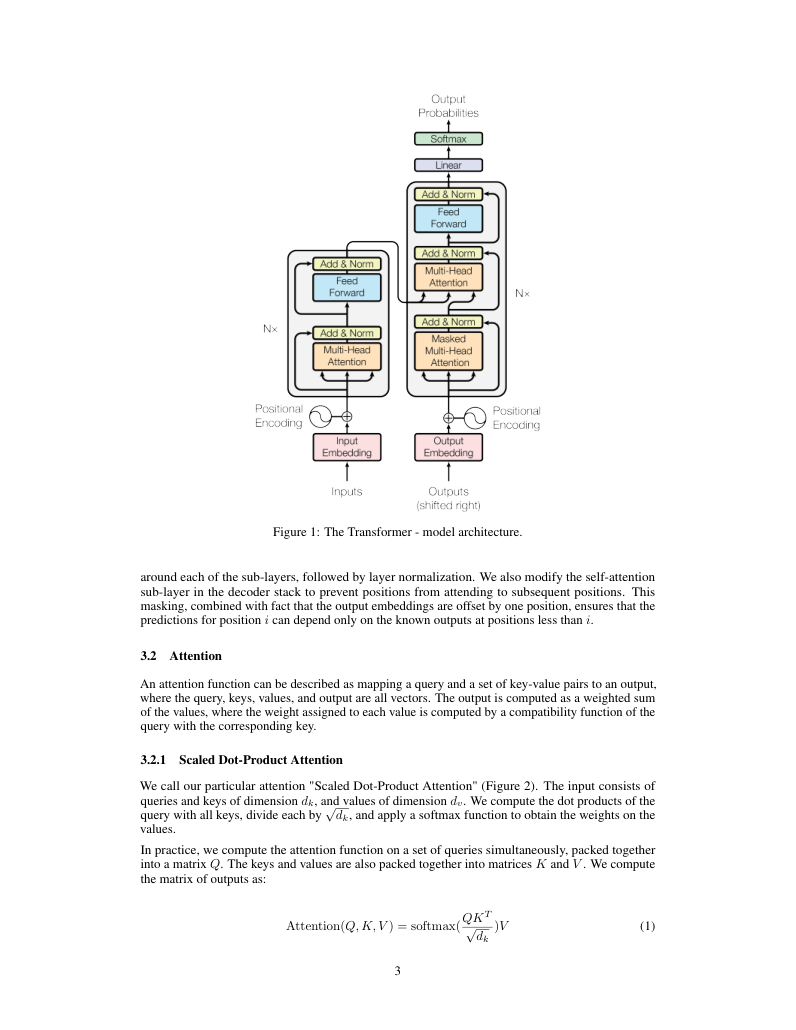 Output
Probabilities
Softmax
Linear
Add & Norm
Feed
Forward
Add & Norm
Multi-Head
Attention
Add & Norm
Masked
Multi-Head
Attention
N×
Add & Norm
Feed
Forward
Add & Norm
Multi-Head
Attention
N×
Positional
Encoding
Positional
Encoding
Input
Embedding
Output
Embedding
Inputs
Outputs
(shifted right)
Figure 1: The Transformer - model architecture.
around each of the sub-layers, followed by layer normalization. We also modify the self-attention
sub-layer in the decoder stack to prevent positions from attending to subsequent positions. This
masking, combined with fact that the output embeddings are offset by one position, ensures that the
predictions for position i can depend only on the known outputs at positions less than i.
3.2 Attention
An attention function can be described as mapping a query and a set of key-value pairs to an output,
where the query, keys, values, and output are all vectors. The output is computed as a weighted sum
of the values, where the weight assigned to each value is computed by a compatibility function of the
query with the corresponding key.
3.2.1 Scaled Dot-Product Attention
We call our particular attention "Scaled Dot-Product Attention" (Figure 2). The input consists of
queries and keys of dimension dₖ, and values of dimension dᵥ. We compute the dot products of the
query with all keys, divide each by √dₖ, and apply a softmax function to obtain the weights on the
values.
In practice, we compute the attention function on a set of queries simultaneously, packed together
into a matrix Q. The keys and values are also packed together into matrices K and V. We compute
the matrix of outputs as:
Attention(Q, K, V) = softmax(QKᵀ/√dₖ)V (1)
3